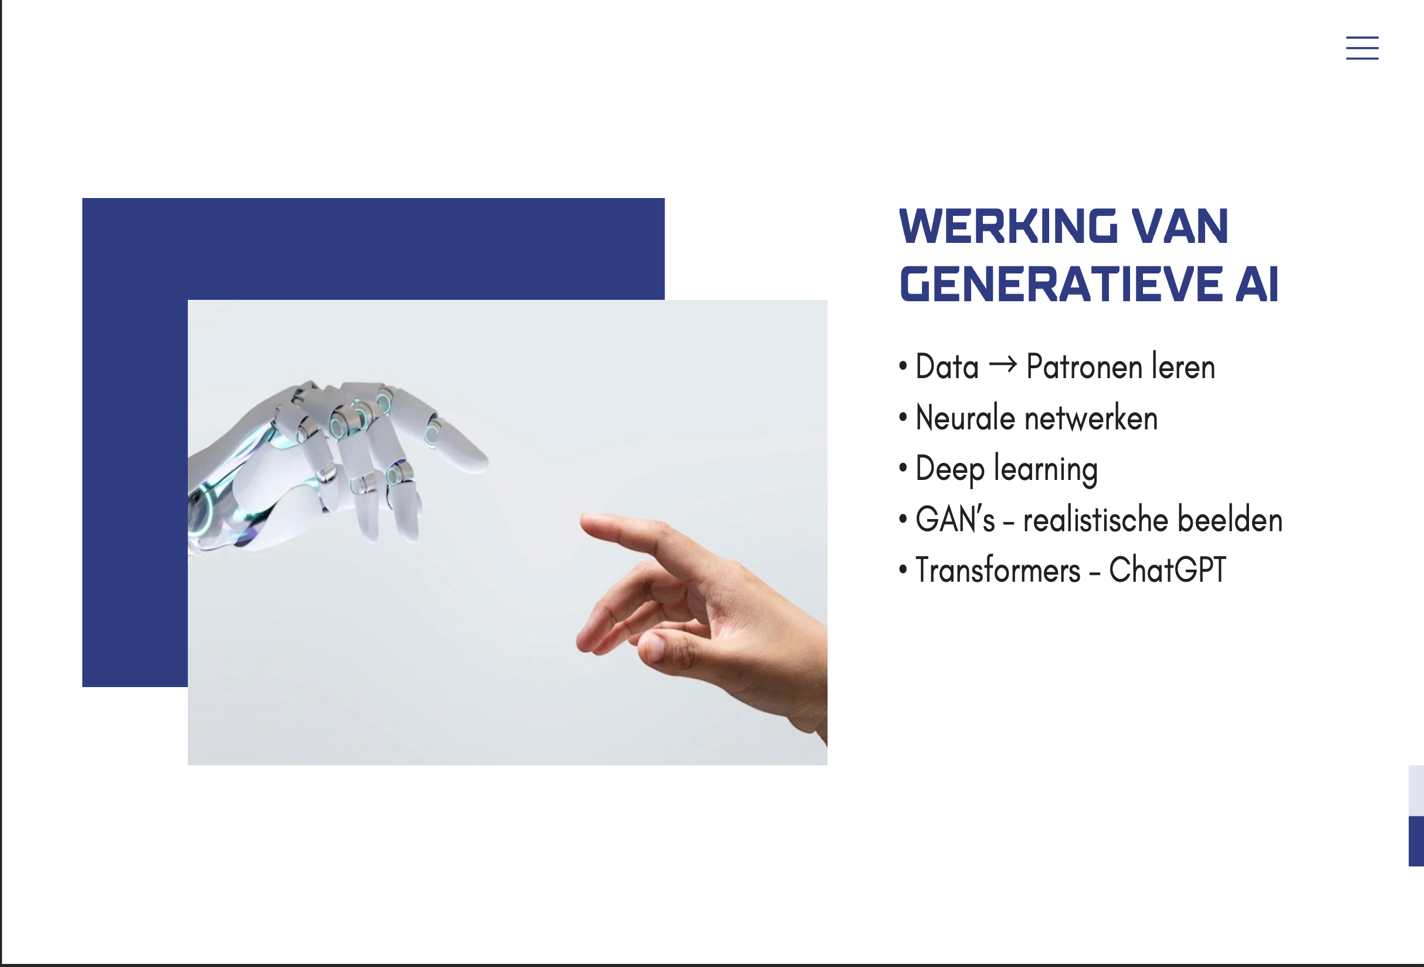 WERKING VAN
GENERATIEVE AI
• Data → Patronen leren
• Neurale netwerken
• Deep learning
• GAN's - realistische beelden
• Transformers - ChatGPT